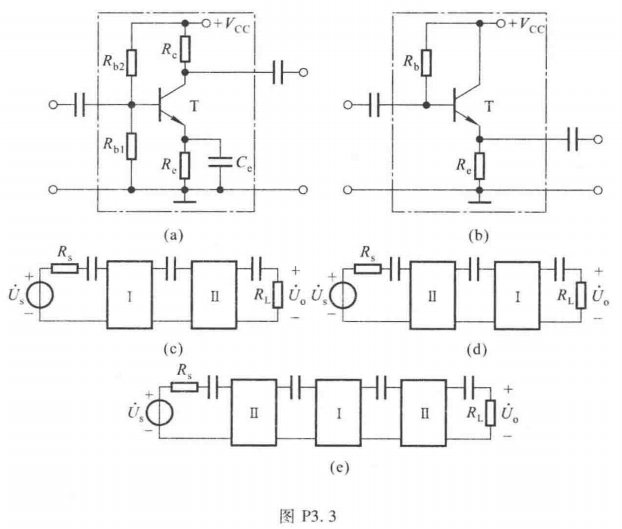 +V_CC
R_b2
R_c
T
R_b1
R_e
C_e
(a)
+V_CC
R_b
T
R_e
(b)
R_s
+
U̇_s
−
I
II
R_L
+
U̇_o
−
(c)
R_s
+
U̇_s
−
II
I
R_L
+
U̇_o
−
(d)
R_s
+
U̇_s
−
II
I
II
R_L
+
U̇_o
−
(e)
图 P3.3